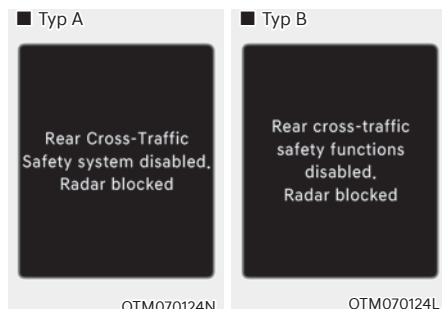 ■ Typ A
Rear Cross-Traffic
Safety system disabled.
Radar blocked
OTM070124N
■ Typ B
Rear cross-traffic
safety functions
disabled.
Radar blocked
OTM070124L